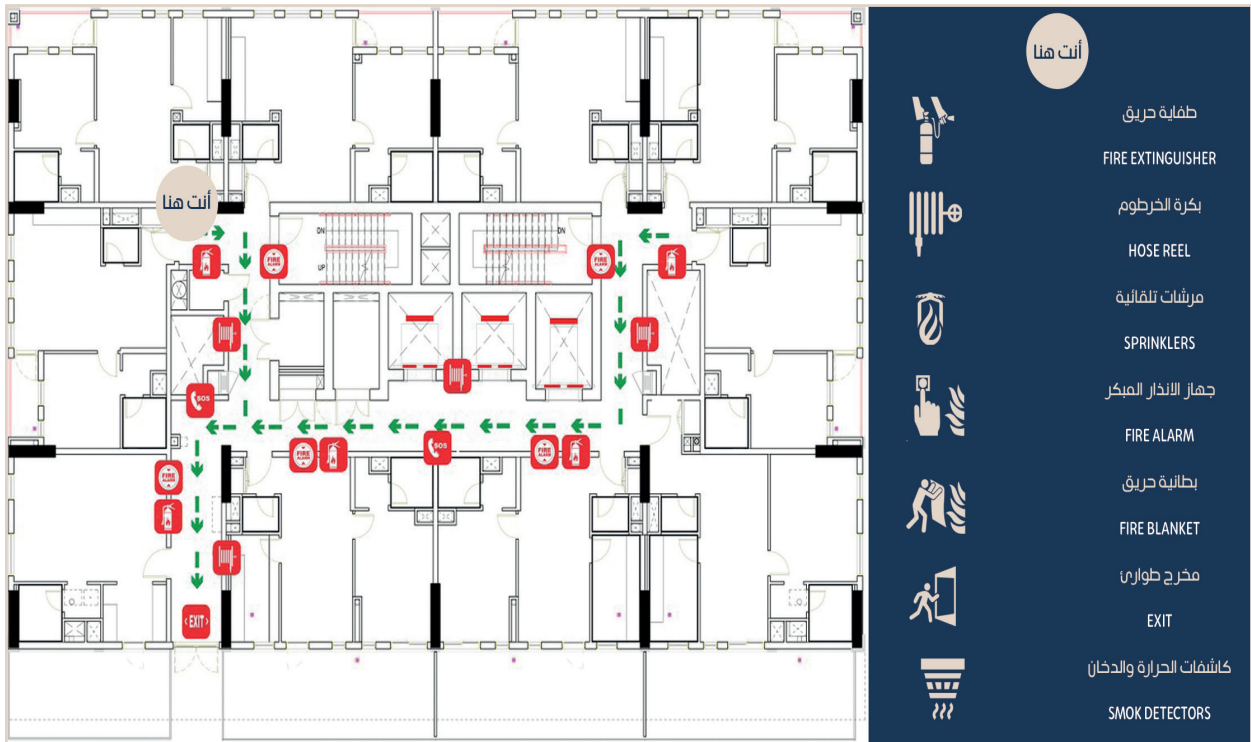 أنت هنا
DN
UP
DN
FIRE
ALARM
FIRE
ALARM
SOS
SOS
FIRE
ALARM
FIRE
ALARM
FIRE
ALARM
EXIT
أنت هنا
طفاية حريق
FIRE EXTINGUISHER
بكرة الخرطوم
HOSE REEL
مرشات تلقائية
SPRINKLERS
جهاز الانذار المبكر
FIRE ALARM
بطانية حريق
FIRE BLANKET
مخرج طوارئ
EXIT
كاشفات الحرارة والدخان
SMOK DETECTORS